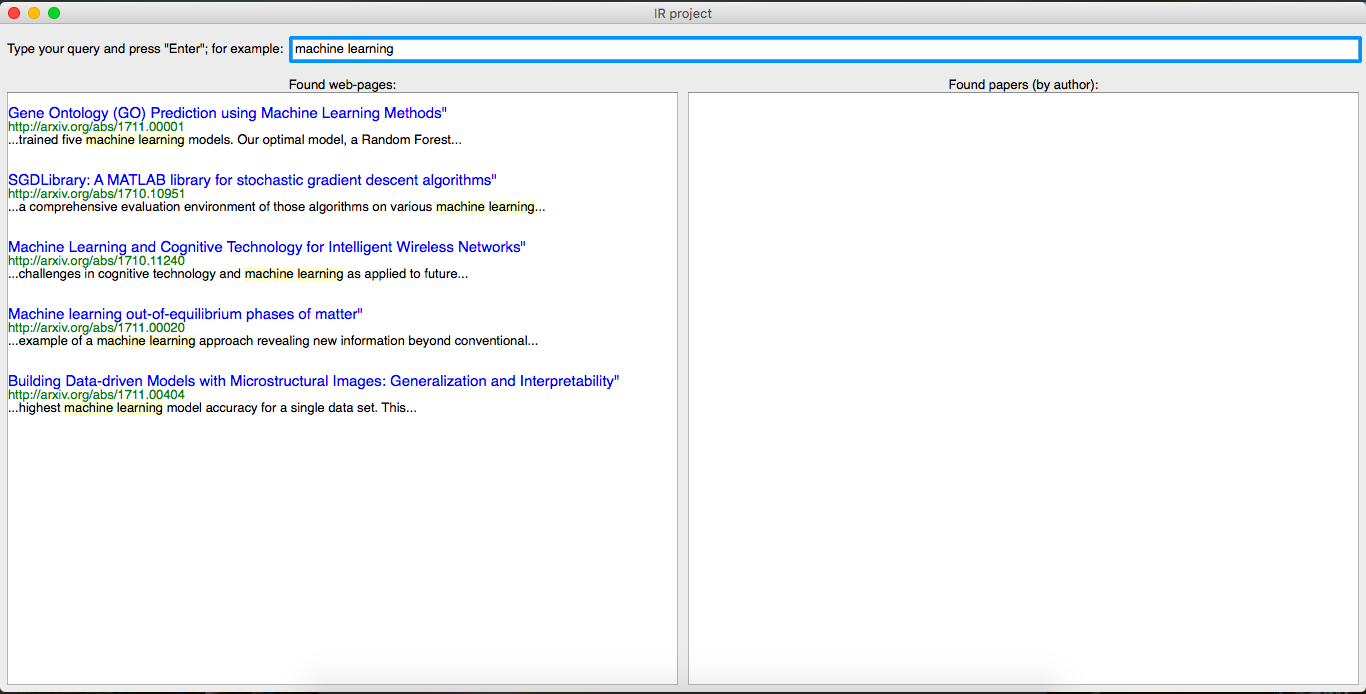 IR project
Type your query and press "Enter"; for example: machine learning
Found web-pages:
Gene Ontology (GO) Prediction using Machine Learning Methods"
http://arxiv.org/abs/1711.00001
...trained five machine learning models. Our optimal model, a Random Forest...
SGDLibrary: A MATLAB library for stochastic gradient descent algorithms"
http://arxiv.org/abs/1710.10951
...a comprehensive evaluation environment of those algorithms on various machine learning...
Machine Learning and Cognitive Technology for Intelligent Wireless Networks"
http://arxiv.org/abs/1710.11240
...challenges in cognitive technology and machine learning as applied to future...
Machine learning out-of-equilibrium phases of matter"
http://arxiv.org/abs/1711.00020
...example of a machine learning approach revealing new information beyond conventional...
Building Data-driven Models with Microstructural Images: Generalization and Interpretability"
http://arxiv.org/abs/1711.00404
...highest machine learning model accuracy for a single data set. This...
Found papers (by author):